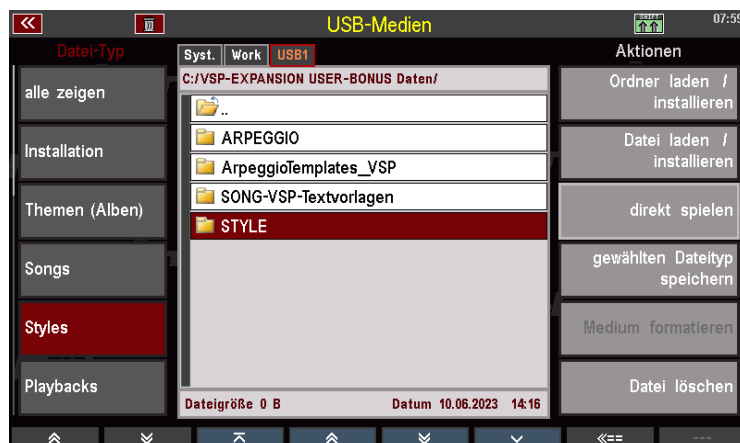 USB-Medien
SHIFT
07:59
Datei-Typ
Syst. Work USB1
Aktionen
C:/VSP-EXPANSION USER-BONUS Daten/
alle zeigen
Installation
Themen (Alben)
Songs
Styles
Playbacks
..
ARPEGGIO
ArpeggioTemplates_VSP
SONG-VSP-Textvorlagen
STYLE
Dateigröße 0 B Datum 10.06.2023 14:16
Ordner laden /
installieren
Datei laden /
installieren
direkt spielen
gewählten Dateityp
speichern
Medium formatieren
Datei löschen
«==
---